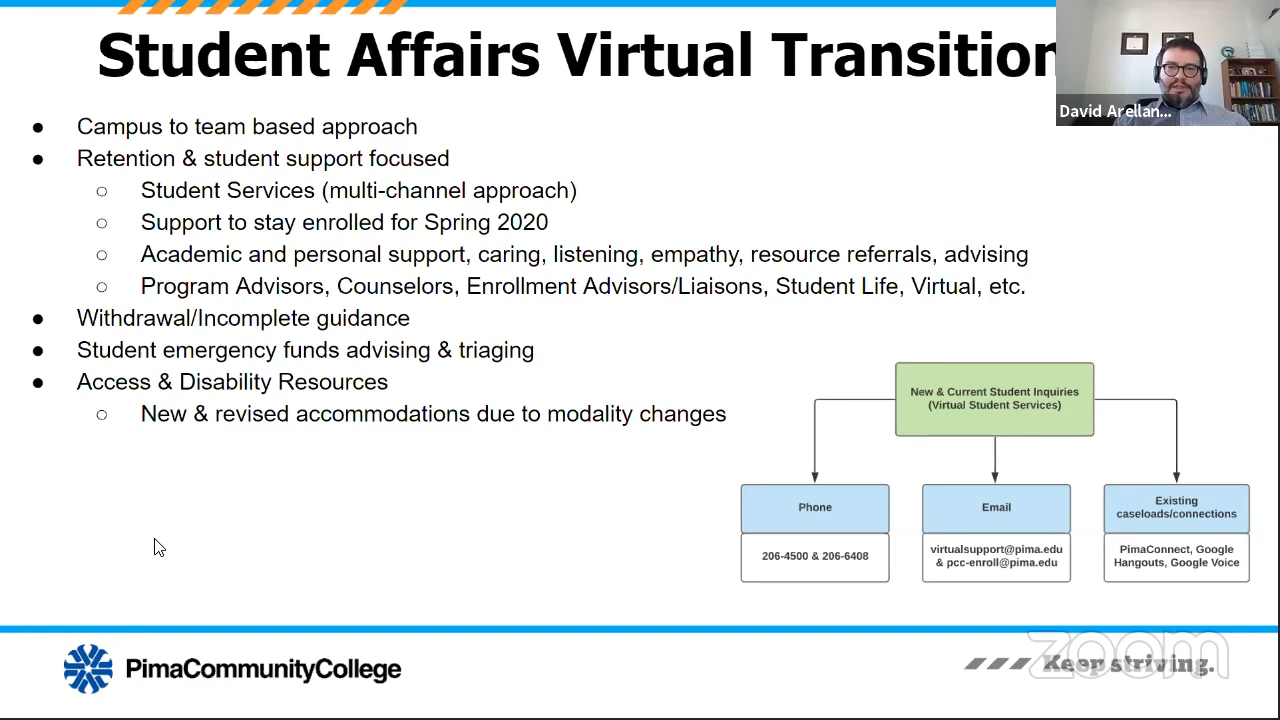 Student Affairs Virtual Transition
David Arellan...
● Campus to team based approach
● Retention & student support focused
○ Student Services (multi-channel approach)
○ Support to stay enrolled for Spring 2020
○ Academic and personal support, caring, listening, empathy, resource referrals, advising
○ Program Advisors, Counselors, Enrollment Advisors/Liaisons, Student Life, Virtual, etc.
● Withdrawal/Incomplete guidance
● Student emergency funds advising & triaging
● Access & Disability Resources
○ New & revised accommodations due to modality changes
New & Current Student Inquiries
(Virtual Student Services)
Phone
206-4500 & 206-6408
Email
virtualsupport@pima.edu
& pcc-enroll@pima.edu
Existing
caseloads/connections
PimaConnect, Google
Hangouts, Google Voice
PimaCommunityCollege
Keep striving.
zoom